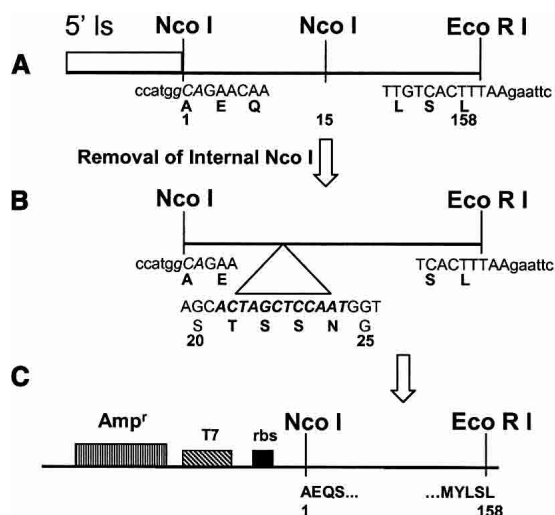 5' ls
Nco I
Nco I
Eco R I
A
ccatggCAGAACAA
TTGTCACTTTAAgaattc
A E Q
L S L
1
15
158
Removal of Internal Nco I
B
Nco I
Eco R I
ccatggCAGAA
TCACTTTAAgaattc
A E
S L
AGCACTAGCTCCAATGGT
S T S S N G
20
25
C
Ampr
T7
rbs
Nco I
Eco R I
AEQS...
...MYLSL
1
158